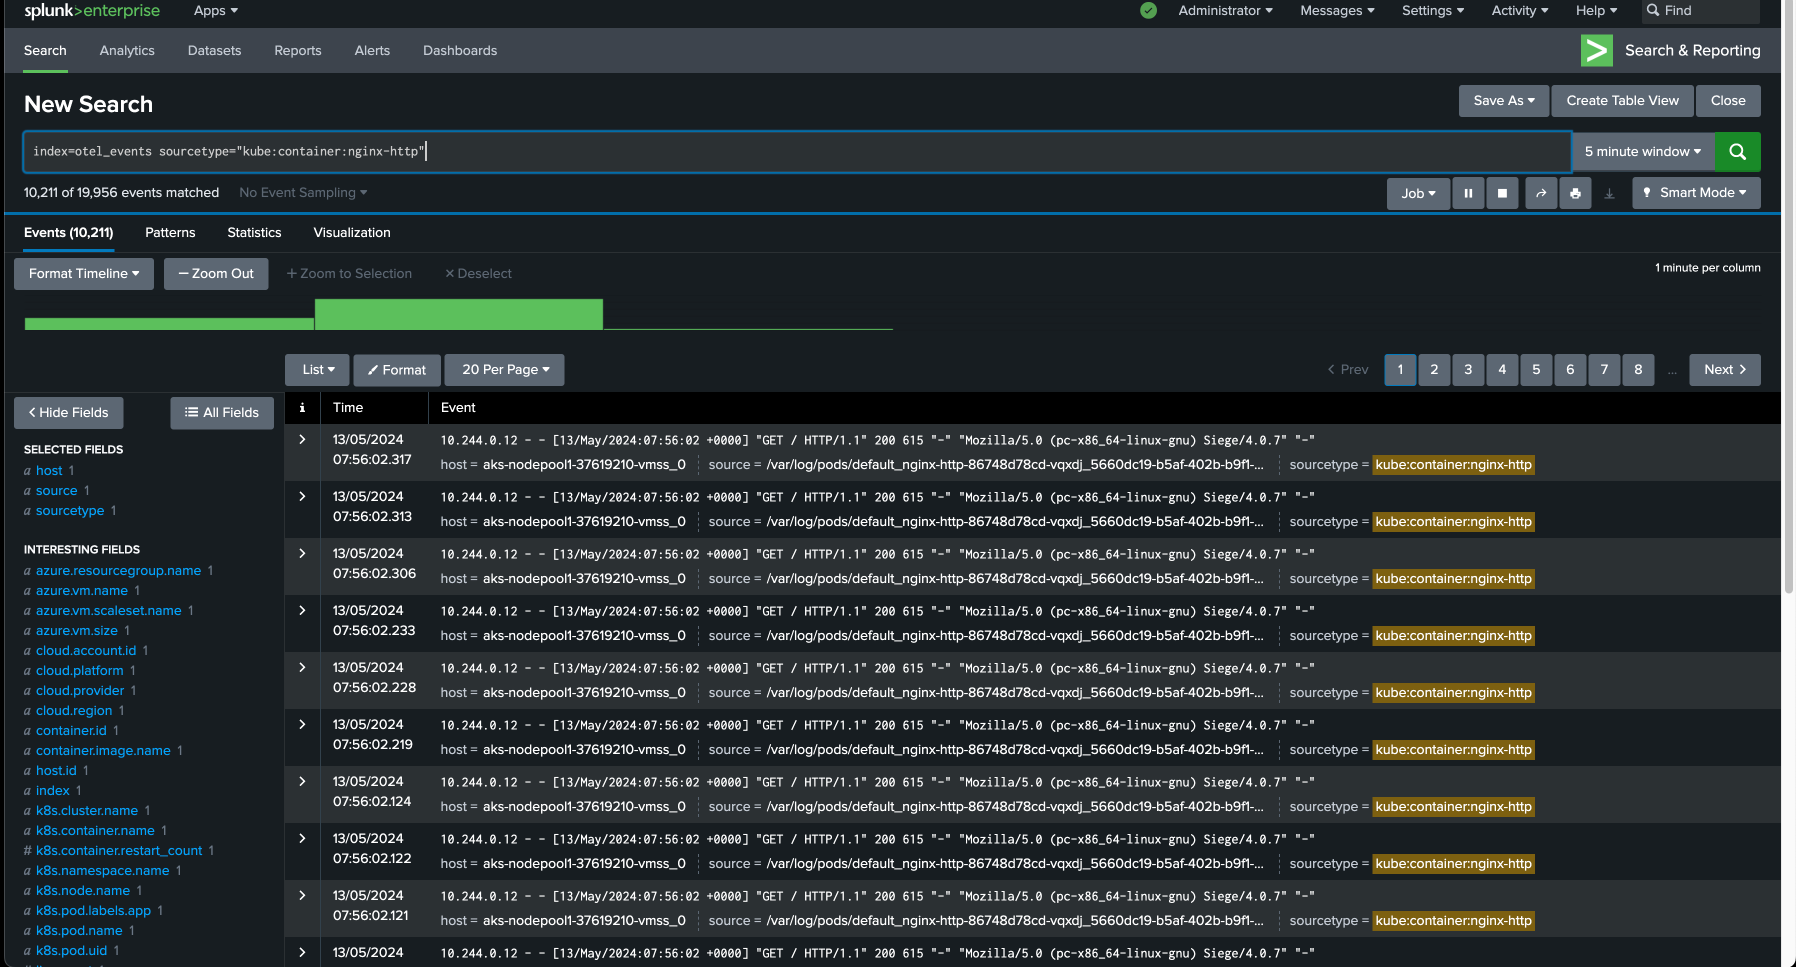 splunk>enterprise Apps Administrator Messages Settings Activity Help Find
Search Analytics Datasets Reports Alerts Dashboards > Search & Reporting
New Search Save As Create Table View Close
index=otel_events sourcetype="kube:container:nginx-http" 5 minute window
10,211 of 19,956 events matched No Event Sampling Job Smart Mode
Events (10,211) Patterns Statistics Visualization
Format Timeline — Zoom Out + Zoom to Selection × Deselect 1 minute per column
List Format 20 Per Page < Prev 1 2 3 4 5 6 7 8 ... Next >
< Hide Fields All Fields
SELECTED FIELDS
a host 1
a source 1
a sourcetype 1
INTERESTING FIELDS
a azure.resourcegroup.name 1
a azure.vm.name 1
a azure.vm.scaleset.name 1
a azure.vm.size 1
a cloud.account.id 1
a cloud.platform 1
a cloud.provider 1
a cloud.region 1
a container.id 1
a container.image.name 1
a host.id 1
a index 1
a k8s.cluster.name 1
a k8s.container.name 1
# k8s.container.restart_count 1
a k8s.namespace.name 1
a k8s.node.name 1
a k8s.pod.labels.app 1
a k8s.pod.name 1
a k8s.pod.uid 1
i Time Event
> 13/05/2024 10.244.0.12 - - [13/May/2024:07:56:02 +0000] "GET / HTTP/1.1" 200 615 "-" "Mozilla/5.0 (pc-x86_64-linux-gnu) Siege/4.0.7" "-"
07:56:02.317 host = aks-nodepool1-37619210-vmss_0 source = /var/log/pods/default_nginx-http-86748d78cd-vqxdj_5660dc19-b5af-402b-b9f1-... sourcetype = kube:container:nginx-http
> 13/05/2024 10.244.0.12 - - [13/May/2024:07:56:02 +0000] "GET / HTTP/1.1" 200 615 "-" "Mozilla/5.0 (pc-x86_64-linux-gnu) Siege/4.0.7" "-"
07:56:02.313 host = aks-nodepool1-37619210-vmss_0 source = /var/log/pods/default_nginx-http-86748d78cd-vqxdj_5660dc19-b5af-402b-b9f1-... sourcetype = kube:container:nginx-http
> 13/05/2024 10.244.0.12 - - [13/May/2024:07:56:02 +0000] "GET / HTTP/1.1" 200 615 "-" "Mozilla/5.0 (pc-x86_64-linux-gnu) Siege/4.0.7" "-"
07:56:02.306 host = aks-nodepool1-37619210-vmss_0 source = /var/log/pods/default_nginx-http-86748d78cd-vqxdj_5660dc19-b5af-402b-b9f1-... sourcetype = kube:container:nginx-http
> 13/05/2024 10.244.0.12 - - [13/May/2024:07:56:02 +0000] "GET / HTTP/1.1" 200 615 "-" "Mozilla/5.0 (pc-x86_64-linux-gnu) Siege/4.0.7" "-"
07:56:02.233 host = aks-nodepool1-37619210-vmss_0 source = /var/log/pods/default_nginx-http-86748d78cd-vqxdj_5660dc19-b5af-402b-b9f1-... sourcetype = kube:container:nginx-http
> 13/05/2024 10.244.0.12 - - [13/May/2024:07:56:02 +0000] "GET / HTTP/1.1" 200 615 "-" "Mozilla/5.0 (pc-x86_64-linux-gnu) Siege/4.0.7" "-"
07:56:02.228 host = aks-nodepool1-37619210-vmss_0 source = /var/log/pods/default_nginx-http-86748d78cd-vqxdj_5660dc19-b5af-402b-b9f1-... sourcetype = kube:container:nginx-http
> 13/05/2024 10.244.0.12 - - [13/May/2024:07:56:02 +0000] "GET / HTTP/1.1" 200 615 "-" "Mozilla/5.0 (pc-x86_64-linux-gnu) Siege/4.0.7" "-"
07:56:02.219 host = aks-nodepool1-37619210-vmss_0 source = /var/log/pods/default_nginx-http-86748d78cd-vqxdj_5660dc19-b5af-402b-b9f1-... sourcetype = kube:container:nginx-http
> 13/05/2024 10.244.0.12 - - [13/May/2024:07:56:02 +0000] "GET / HTTP/1.1" 200 615 "-" "Mozilla/5.0 (pc-x86_64-linux-gnu) Siege/4.0.7" "-"
07:56:02.124 host = aks-nodepool1-37619210-vmss_0 source = /var/log/pods/default_nginx-http-86748d78cd-vqxdj_5660dc19-b5af-402b-b9f1-... sourcetype = kube:container:nginx-http
> 13/05/2024 10.244.0.12 - - [13/May/2024:07:56:02 +0000] "GET / HTTP/1.1" 200 615 "-" "Mozilla/5.0 (pc-x86_64-linux-gnu) Siege/4.0.7" "-"
07:56:02.122 host = aks-nodepool1-37619210-vmss_0 source = /var/log/pods/default_nginx-http-86748d78cd-vqxdj_5660dc19-b5af-402b-b9f1-... sourcetype = kube:container:nginx-http
> 13/05/2024 10.244.0.12 - - [13/May/2024:07:56:02 +0000] "GET / HTTP/1.1" 200 615 "-" "Mozilla/5.0 (pc-x86_64-linux-gnu) Siege/4.0.7" "-"
07:56:02.121 host = aks-nodepool1-37619210-vmss_0 source = /var/log/pods/default_nginx-http-86748d78cd-vqxdj_5660dc19-b5af-402b-b9f1-... sourcetype = kube:container:nginx-http
> 13/05/2024 10.244.0.12 - - [13/May/2024:07:56:02 +0000] "GET / HTTP/1.1" 200 615 "-" "Mozilla/5.0 (pc-x86_64-linux-gnu) Siege/4.0.7" "-"